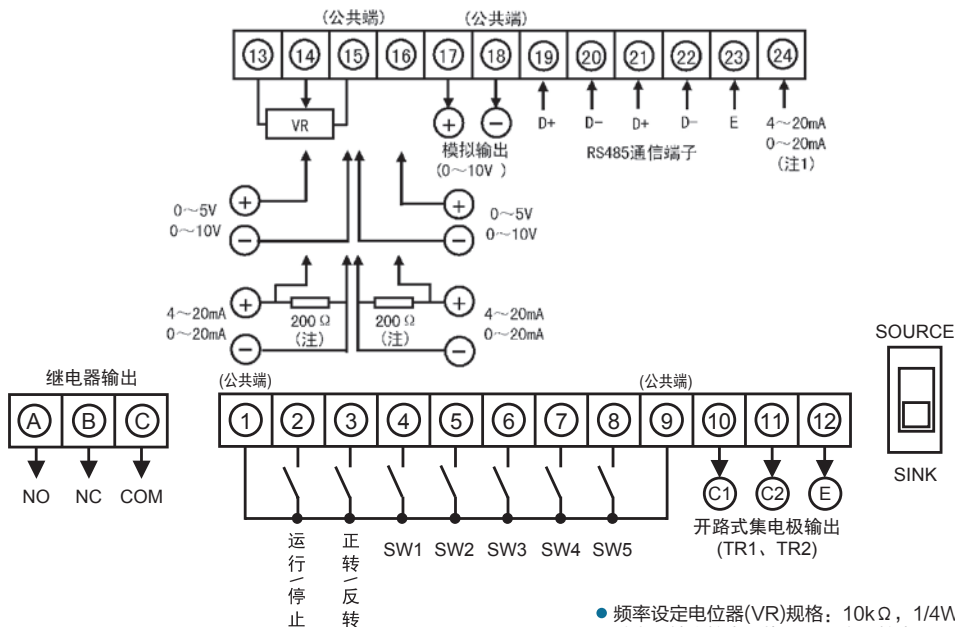 (公共端) (公共端)
13 14 15 16 17 18 19 20 21 22 23 24
VR
+ −
模拟输出
(0～10V )
D+ D− D+ D− E
RS485通信端子
4～20mA
0～20mA
(注1)
0～5V
0～10V
+
−
+
−
0～5V
0～10V
4～20mA
0～20mA
+
−
200Ω
(注)
200Ω
(注)
+
−
4～20mA
0～20mA
SOURCE
SINK
继电器输出
A B C
NO NC COM
(公共端) (公共端)
1 2 3 4 5 6 7 8 9 10 11 12
C1 C2 E
开路式集电极输出
(TR1、TR2)
运行\停止
正转\反转
SW1 SW2 SW3 SW4 SW5
● 频率设定电位器(VR)规格：10kΩ，1/4W